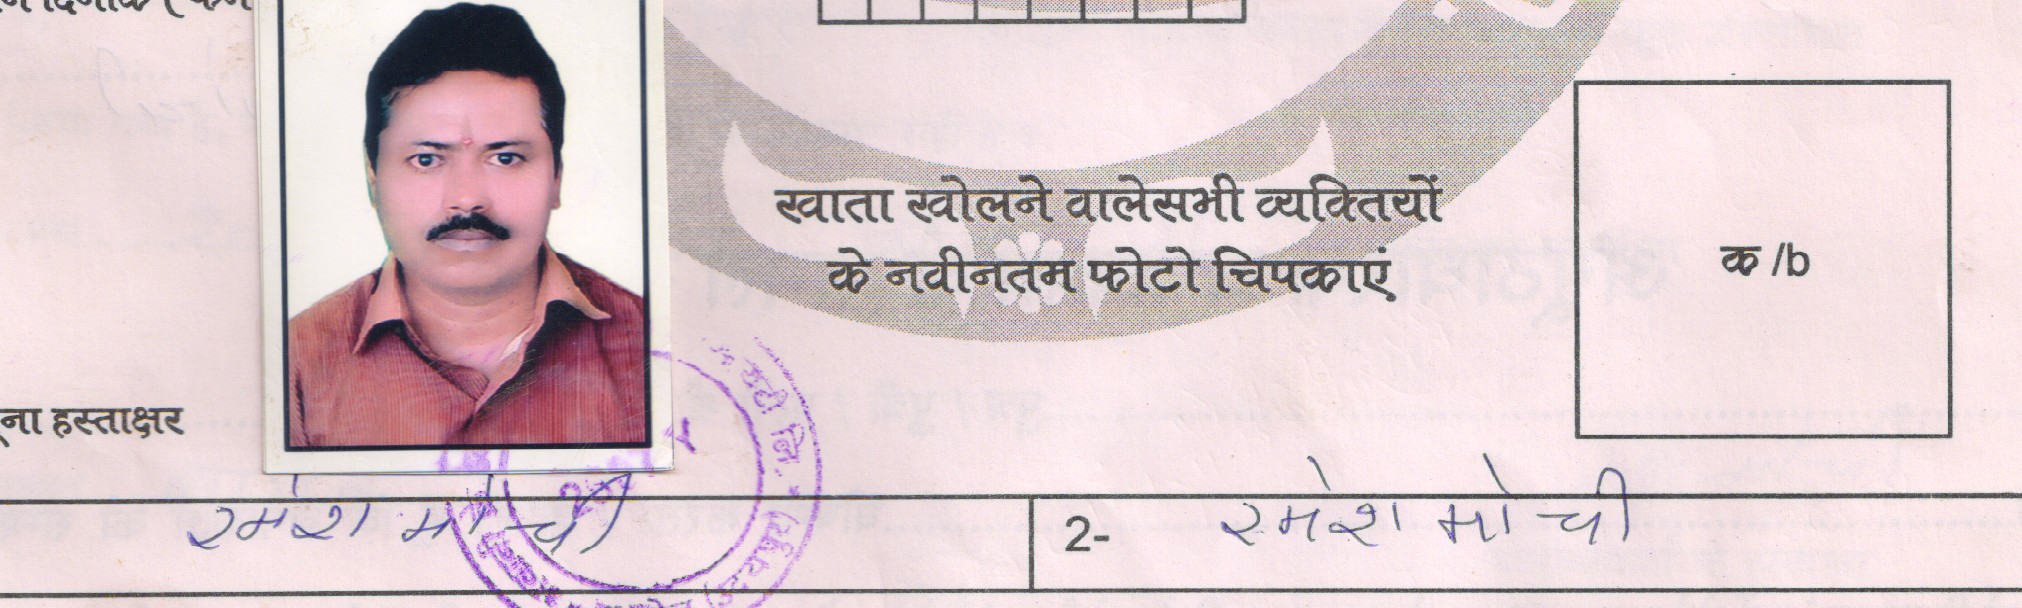 खाता खोलने वालेसभी व्यक्तियों
के नवीनतम फोटो चिपकाएं
क /b
हस्ताक्षर
रमेश मोची
2- रमेश मोची